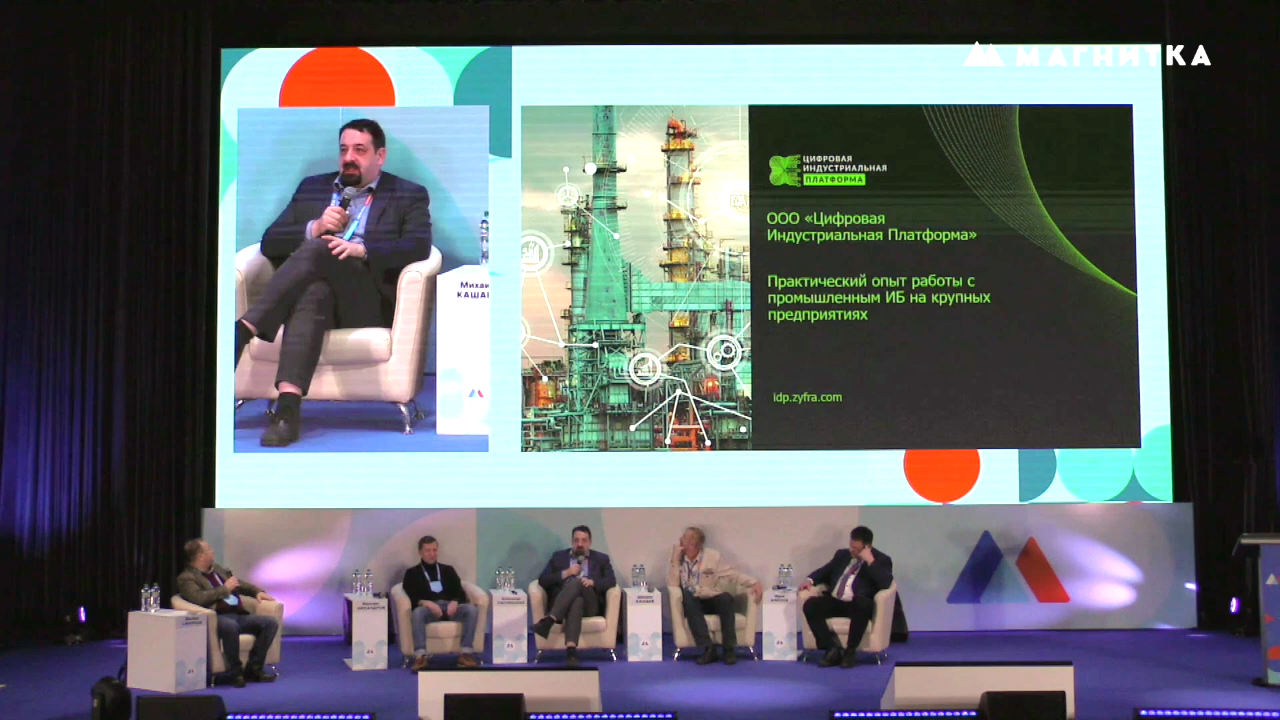 МАГНИТКА
ЦИФРОВАЯ
ИНДУСТРИАЛЬНАЯ
ПЛАТФОРМА
ООО «Цифровая
Индустриальная Платформа»
Практический опыт работы с
промышленным ИБ на крупных
предприятиях
idp.zyfra.com